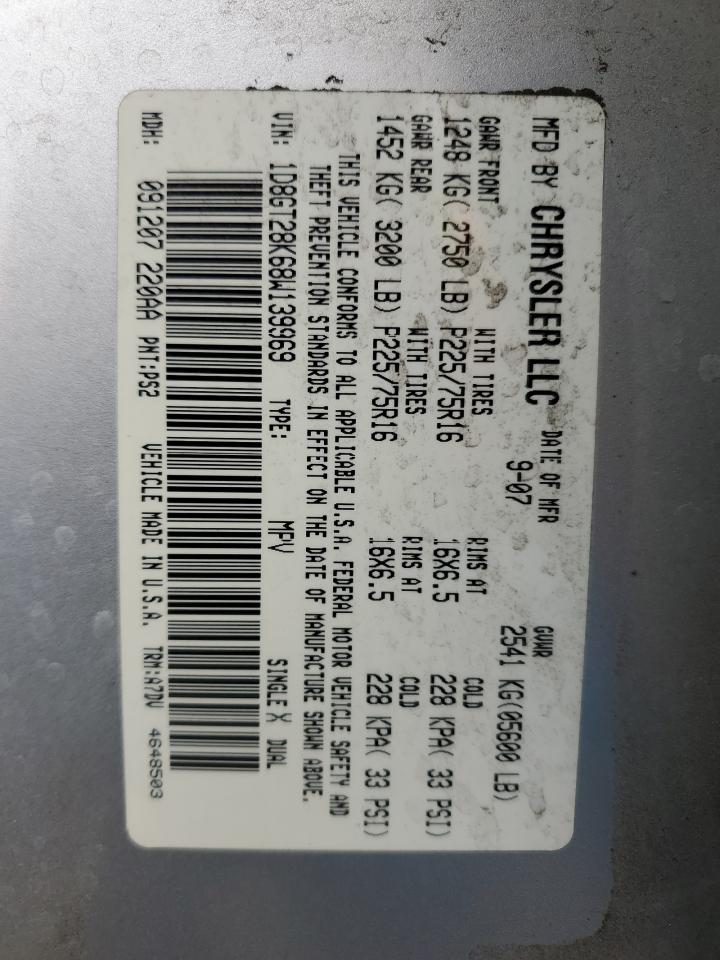 MFD BY CHRYSLER LLC DATE OF MFR GVWR
9-07 2541 KG(05600 LB)
GAWR FRONT WITH TIRES RIMS AT COLD
1248 KG( 2750 LB) P225/75R16 16X6.5 228 KPA( 33 PSI)
GAWR REAR WITH TIRES RIMS AT COLD
1452 KG( 3200 LB) P225/75R16 16X6.5 228 KPA( 33 PSI)
THIS VEHICLE CONFORMS TO ALL APPLICABLE U.S.A. FEDERAL MOTOR VEHICLE SAFETY AND
THEFT PREVENTION STANDARDS IN EFFECT ON THE DATE OF MANUFACTURE SHOWN ABOVE.
VIN: 1D8GT28K68W139969 TYPE: MPV SINGLE X DUAL
MDH: 091207 220AA PNT:PS2 VEHICLE MADE IN U.S.A. TRM:A7DV 4648503